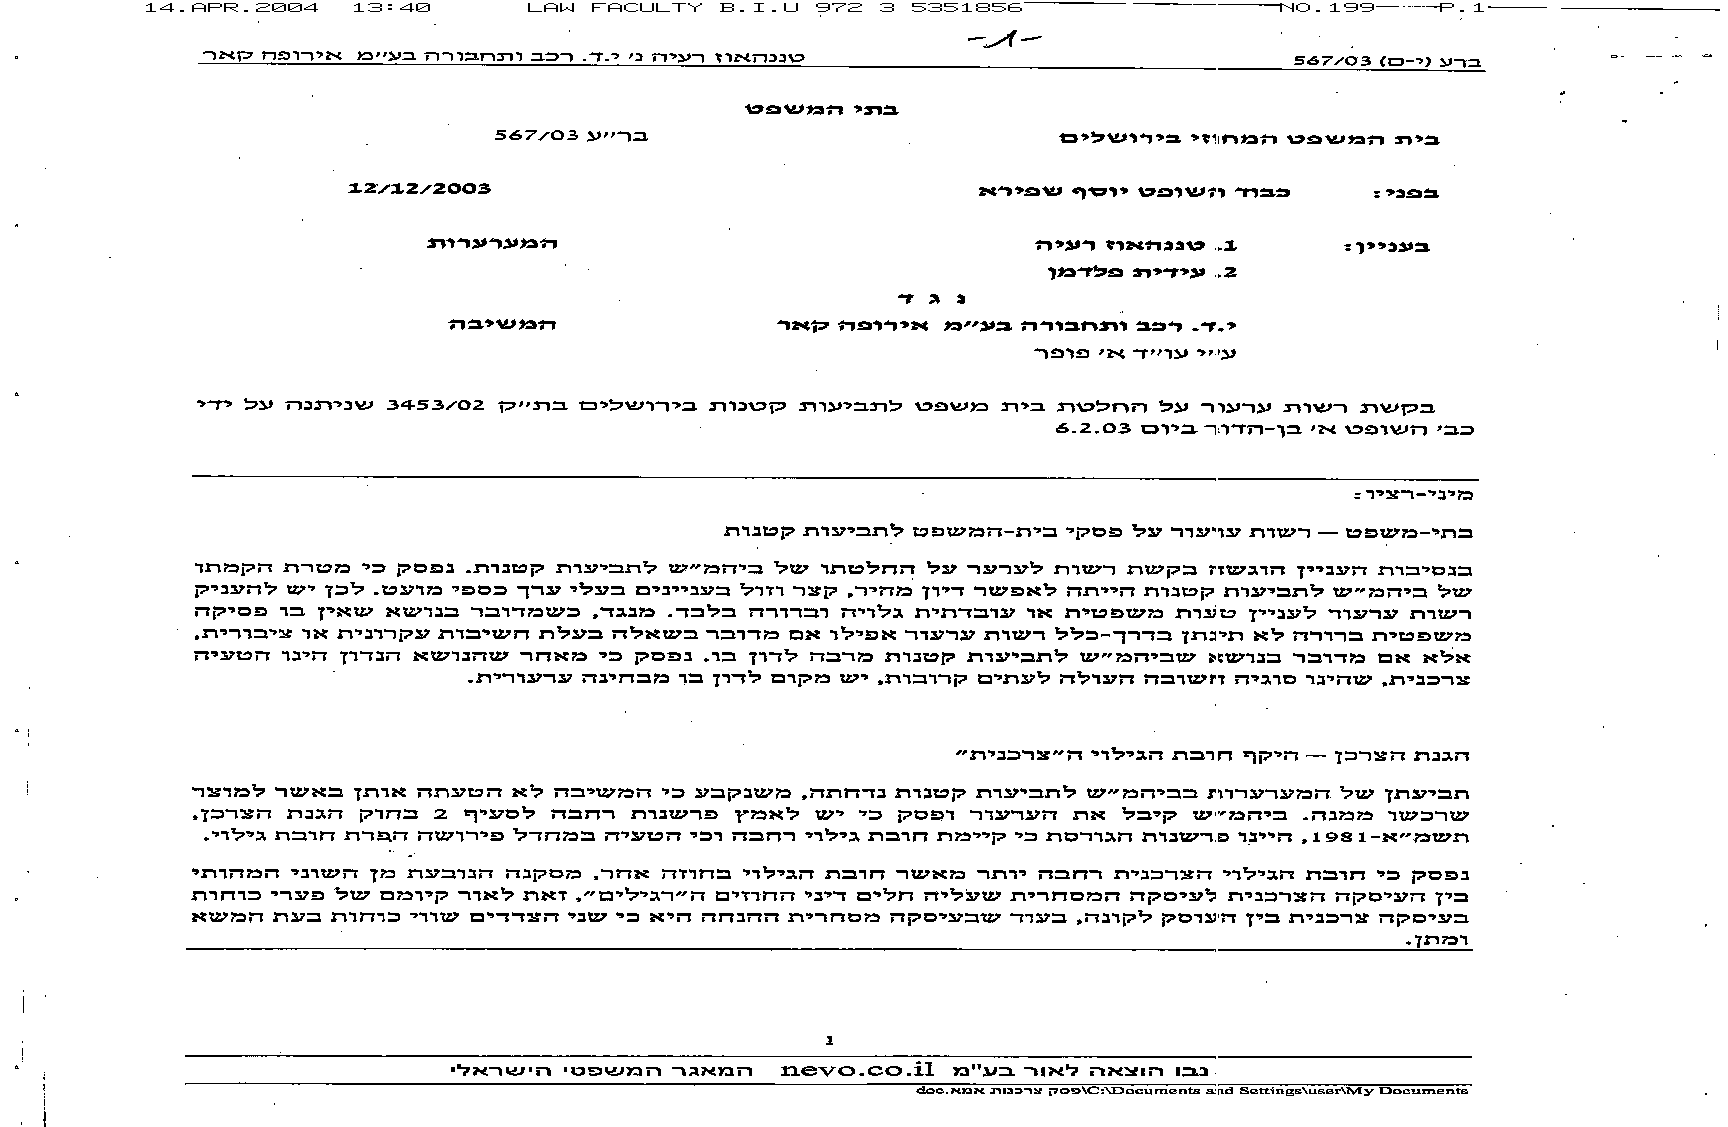 14.APR.2004 13:40 LAW FACULTY B.I.U 972 3 5351856 NO.199 P.1
-1-
ברע (י-ם) 567/03 טננהאוז רעיה נ' י.ד. רכב ותחבורה בע"מ אירופה קאר
בתי המשפט
בית המשפט המחוזי בירושלים בר"ע 567/03
בפני: כבוד השופט יוסף שפירא 12/12/2003
בעניין: 1. טננהאוז רעיה המערערות
2. עידית פלדמן
נ ג ד
י.ד. רכב ותחבורה בע"מ אירופה קאר המשיבה
ע"י עו"ד א' פופר
בקשת רשות ערעור על החלטת בית משפט לתביעות קטנות בירושלים בת"ק 3453/02 שניתנה על ידי
כב' השופט א' בן-הדור ביום 6.2.03
מיני-רציו:
בתי-משפט – רשות ערעור על פסקי בית-המשפט לתביעות קטנות
בנסיבות העניין הוגשה בקשת רשות לערער על החלטתו של ביהמ"ש לתביעות קטנות. נפסק כי מטרת הקמתו
של ביהמ"ש לתביעות קטנות הייתה לאפשר דיון מהיר, קצר וזול בעניינים בעלי ערך כספי מועט. לכן יש להעניק
רשות ערעור לעניין טעות משפטית או עובדתית גלויה וברורה בלבד. מנגד, כשמדובר בנושא שאין בו פסיקה
משפטית ברורה לא תינתן בדרך-כלל רשות ערעור אפילו אם מדובר בשאלה בעלת חשיבות עקרונית או ציבורית,
אלא אם מדובר בנושא שביהמ"ש לתביעות קטנות מרבה לדון בו. נפסק כי מאחר שהנושא הנדון הינו הטעיה
צרכנית, שהינו סוגיה חשובה העולה לעתים קרובות, יש מקום לדון בו מבחינה ערעורית.
הגנת הצרכן – היקף חובת הגילוי ה"צרכנית"
תביעתן של המערערות בביהמ"ש לתביעות קטנות נדחתה, משנקבע כי המשיבה לא הטעתה אותן באשר למוצר
שרכשו ממנה. ביהמ"ש קיבל את הערעור ופסק כי יש לאמץ פרשנות רחבה לסעיף 2 בחוק הגנת הצרכן,
תשמ"א-1981, היינו פרשנות הגורסת כי קיימת חובת גילוי רחבה וכי הטעיה במחדל פירושה הפרת חובת גילוי.
נפסק כי חובת הגילוי הצרכנית רחבה יותר מאשר חובת הגילוי בחוזה אחר, מסקנה הנובעת מן השוני המהותי
בין העיסקה הצרכנית לעיסקה המסחרית שעליה חלים דיני החוזים ה"רגילים", זאת לאור קיומם של פערי כוחות
בעיסקה צרכנית בין העוסק לקונה, בעוד שבעיסקה מסחרית ההנחה היא כי שני הצדדים שווי כוחות בעת המשא
ומתן.
1
נבו הוצאה לאור בע"מ nevo.co.il המאגר המשפטי הישראלי
C:\Documents and Settings\user\My Documents\פסק צרכנות אמא.doc